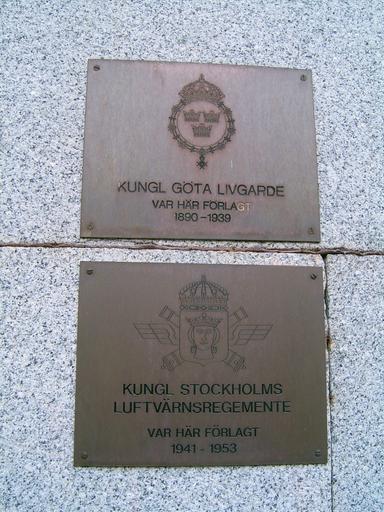 KUNGL GÖTA LIVGARDE
VAR HÄR FÖRLAGT
1890-1939
KUNGL STOCKHOLMS
LUFTVÄRNSREGEMENTE
VAR HÄR FÖRLAGT
1941 - 1953